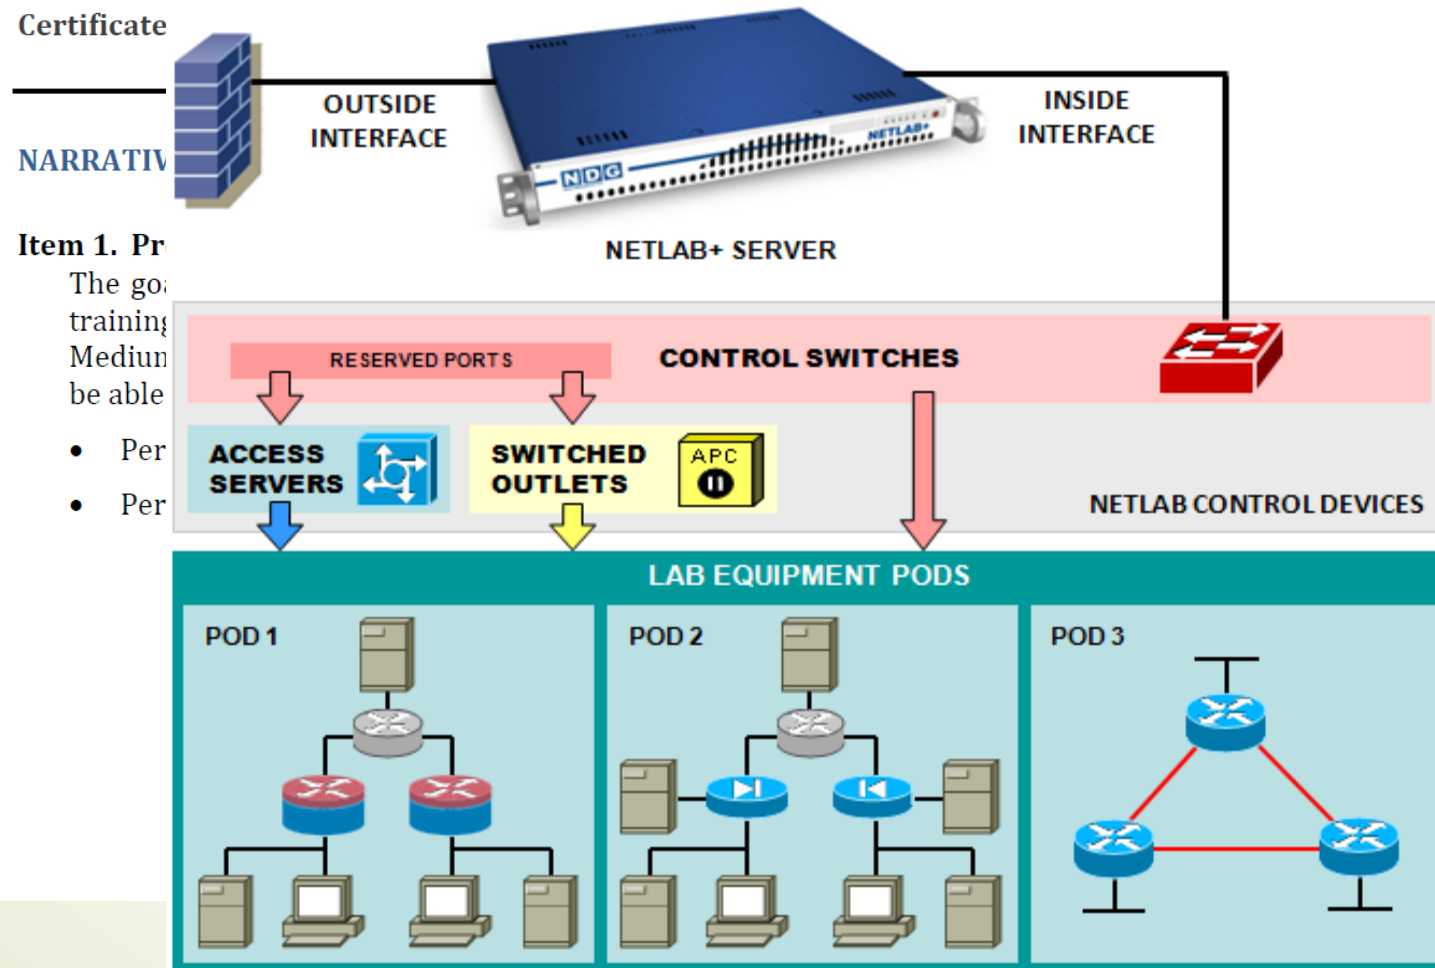 Certificate
NARRATIV
Item 1. Pr
The goa
training
Medium
be able
• Per
• Per
OUTSIDE
INTERFACE
INSIDE
INTERFACE
NDG
NETLAB+
NETLAB+ SERVER
RESERVED PORTS
CONTROL SWITCHES
ACCESS
SERVERS
SWITCHED
OUTLETS
APC
NETLAB CONTROL DEVICES
LAB EQUIPMENT PODS
POD 1
POD 2
POD 3